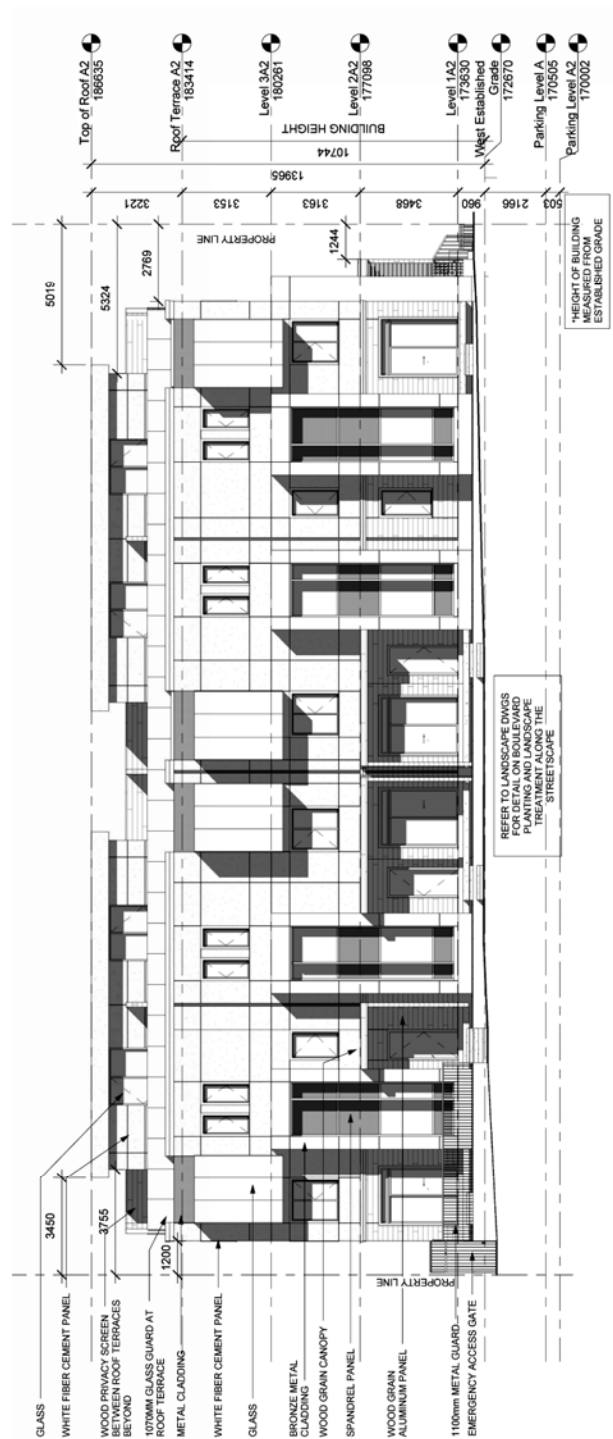 Top of Roof A2
186635
Roof Terrace A2
183414
Level 3A2
180261
Level 2A2
177098
Level 1A2
173630
West Established
Grade
172670
Parking Level A
170505
Parking Level A2
170002
BUILDING HEIGHT
10744
13965
3221
3153
3163
3468
960
2166
503
PROPERTY LINE
5019
5324
2769
1244
*HEIGHT OF BUILDING
MEASURED FROM
ESTABLISHED GRADE
REFER TO LANDSCAPE DWGS
FOR DETAIL ON BOULEVARD
PLANTING AND LANDSCAPE
TREATMENT ALONG THE
STREETSCAPE
3450
3755
1200
PROPERTY LINE
GLASS
WHITE FIBER CEMENT PANEL
WOOD PRIVACY SCREEN
BETWEEN ROOF TERRACES
BEYOND
1070MM GLASS GUARD AT
ROOF TERRACE
METAL CLADDING
WHITE FIBER CEMENT PANEL
GLASS
BRONZE METAL
CLADDING
WOOD GRAIN CANOPY
SPANDREL PANEL
WOOD GRAIN
ALUMINUM PANEL
1100mm METAL GUARD
EMERGENCY ACCESS GATE